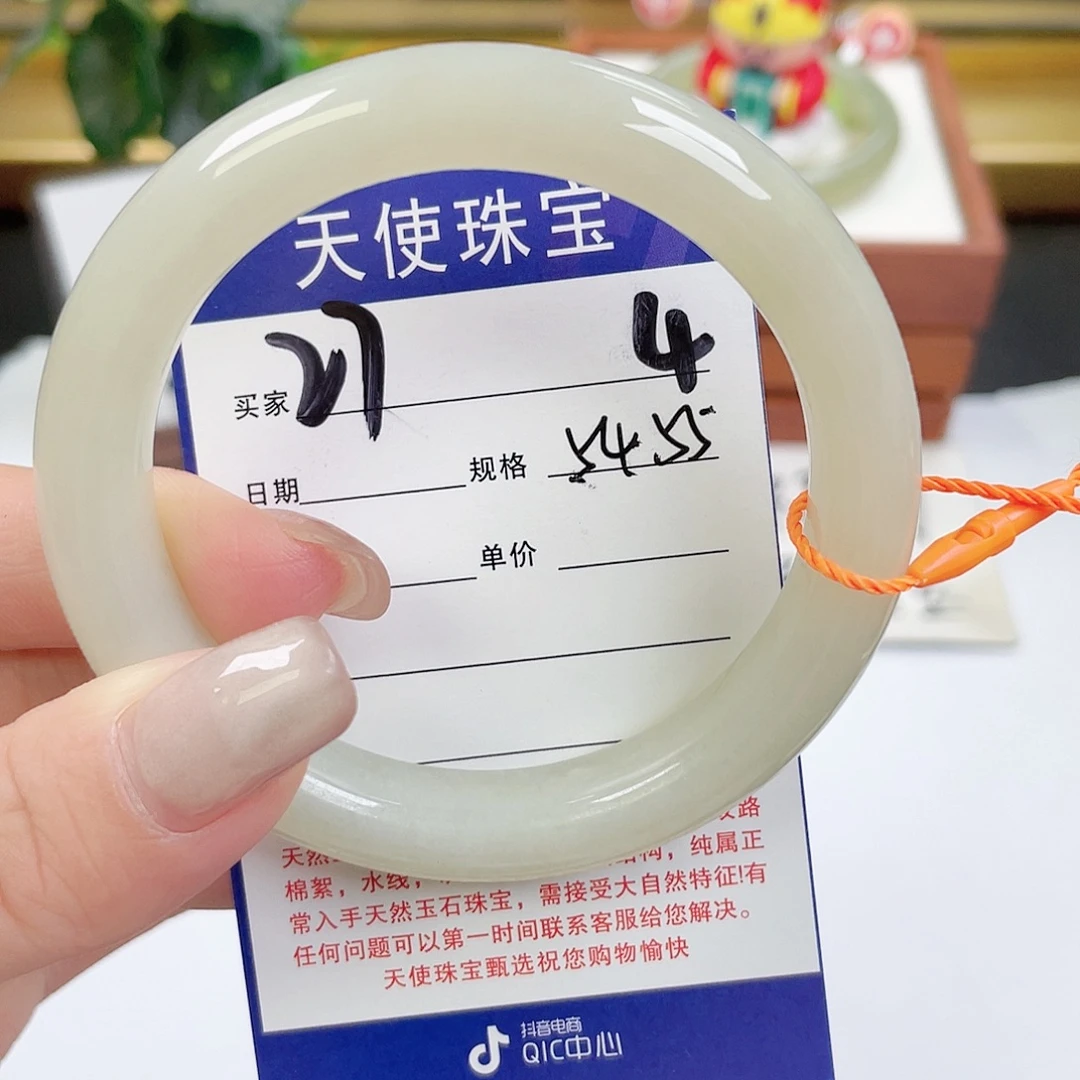 天使珠宝
买家 4
日期 规格 54.55
单价
天然
结构，纯属正
棉絮，水线，
常入手天然玉石珠宝，需接受大自然特征!有
任何问题可以第一时间联系客服给您解决。
天使珠宝甄选祝您购物愉快
抖音电商
QIC中心